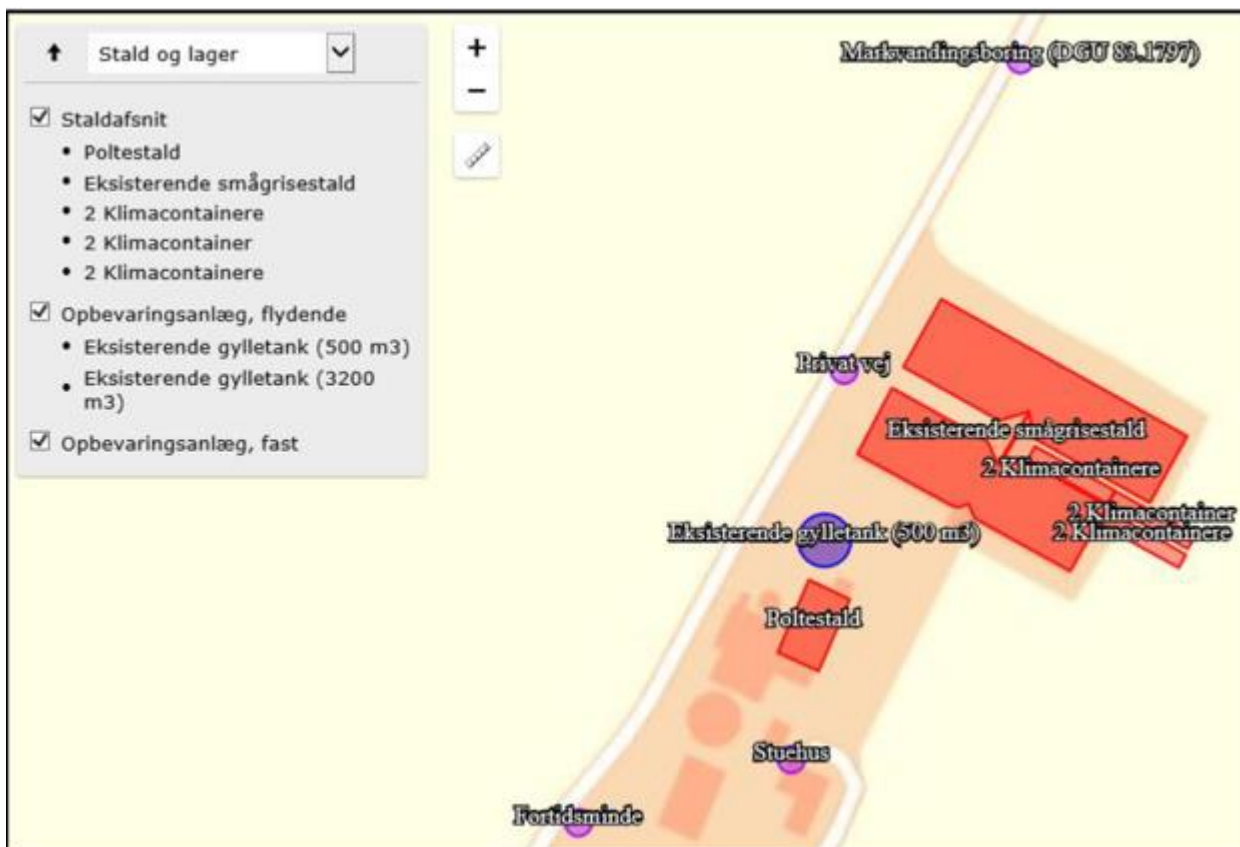 Stald og lager
Staldafsnit
• Poltestald
• Eksisterende smågrisestald
• 2 Klimacontainere
• 2 Klimacontainer
• 2 Klimacontainere
Opbevaringsanlæg, flydende
• Eksisterende gylletank (500 m3)
• Eksisterende gylletank (3200
m3)
Opbevaringsanlæg, fast
+
−
Markvandingsboring (DGU 83.1797)
Privat vej
Eksisterende smågrisestald
2 Klimacontainere
2 Klimacontainer
2 Klimacontainere
Eksisterende gylletank (500 m3)
Poltestald
Stuehus
Fortidsminde